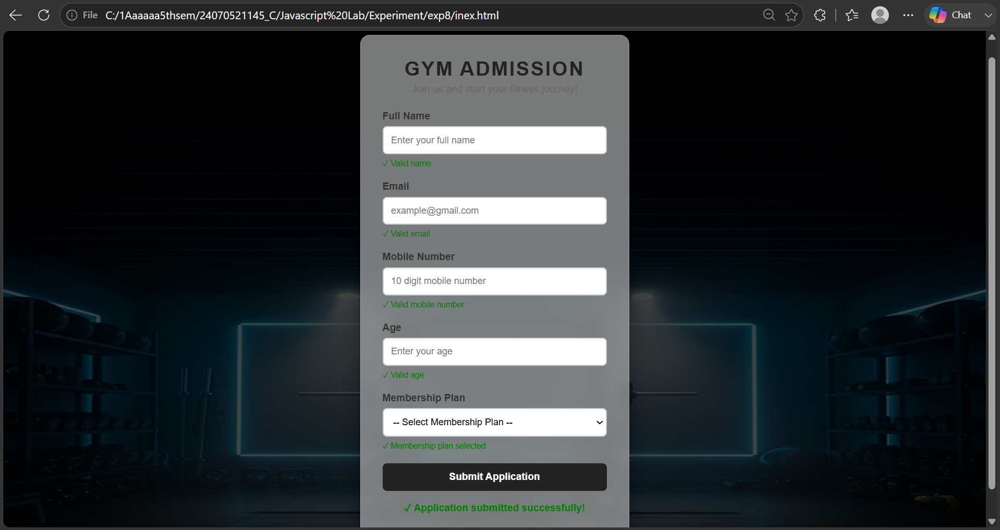 File C:/1Aaaaaa5thsem/24070521145_C/Javascript%20Lab/Experiment/exp8/inex.html
Chat
GYM ADMISSION
Join us and start your fitness journey!
Full Name
Enter your full name
✓ Valid name
Email
example@gmail.com
✓ Valid email
Mobile Number
10 digit mobile number
✓ Valid mobile number
Age
Enter your age
✓ Valid age
Membership Plan
-- Select Membership Plan --
✓ Membership plan selected
Submit Application
✓ Application submitted successfully!